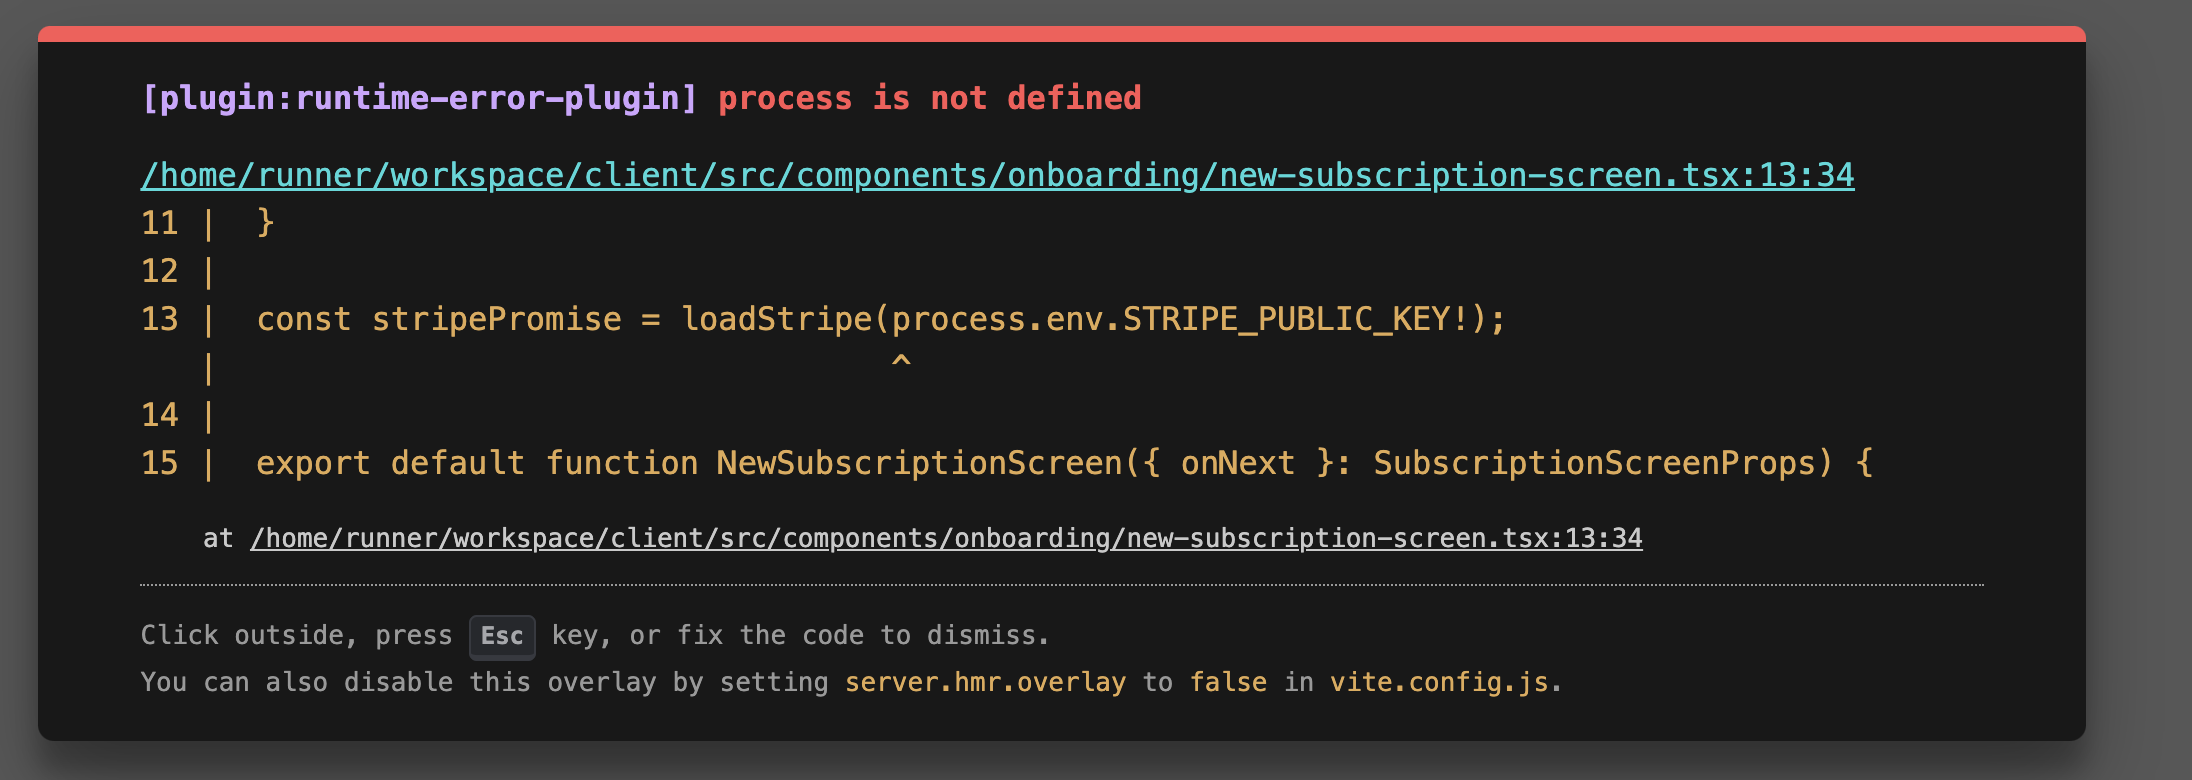 [plugin:runtime-error-plugin] process is not defined
/home/runner/workspace/client/src/components/onboarding/new-subscription-screen.tsx:13:34
11 |  }
12 |
13 |  const stripePromise = loadStripe(process.env.STRIPE_PUBLIC_KEY!);
   |                                   ^
14 |
15 |  export default function NewSubscriptionScreen({ onNext }: SubscriptionScreenProps) {
at /home/runner/workspace/client/src/components/onboarding/new-subscription-screen.tsx:13:34
Click outside, press Esc key, or fix the code to dismiss.
You can also disable this overlay by setting server.hmr.overlay to false in vite.config.js.